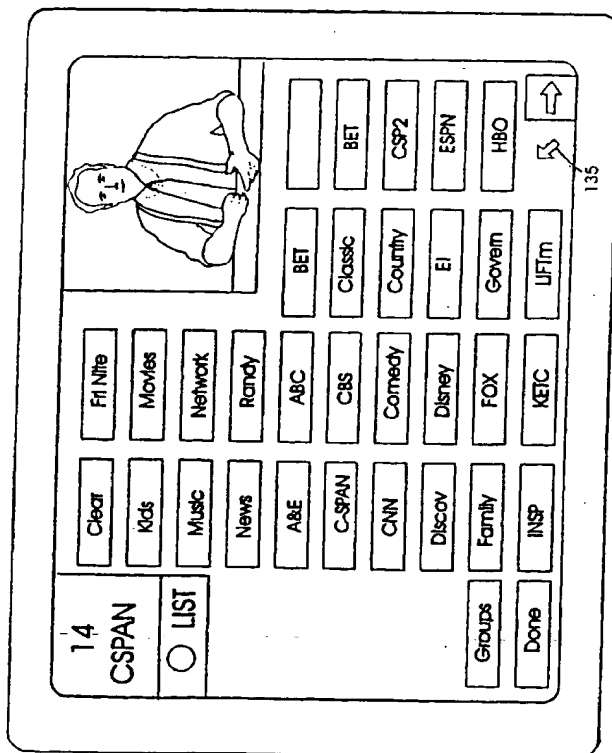 14
CSPAN
LIST
Clear
Fri Nite
Kids
Movies
Music
Network
News
Randy
A&E
ABC
BET
C-SPAN
CBS
Classic
BET
CNN
Comedy
Country
CSP2
Discov
Disney
EI
ESPN
Groups
Family
FOX
Govern
HBO
Done
INSP
KETC
LIFTm
135